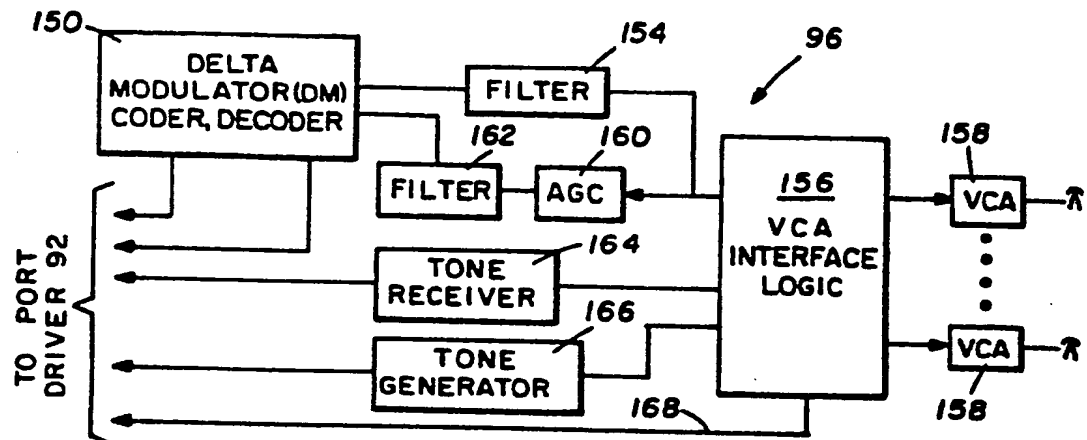 150
154
96
DELTA
MODULATOR(DM)
CODER, DECODER
FILTER
162
160
158
FILTER
AGC
156
VCA
INTERFACE
LOGIC
VCA
TO PORT
DRIVER 92
164
TONE
RECEIVER
166
TONE
GENERATOR
VCA
158
168